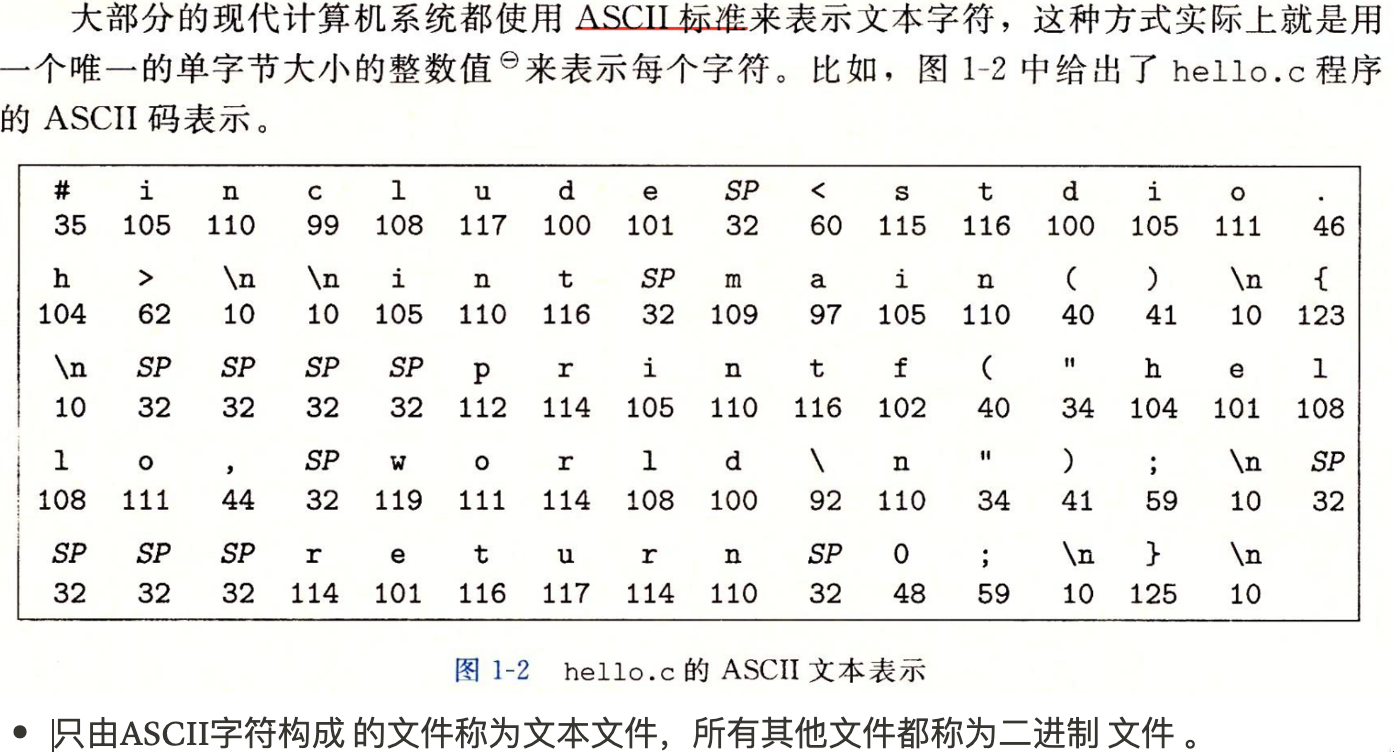 大部分的现代计算机系统都使用 ASCII 标准来表示文本字符，这种方式实际上就是用
一个唯一的单字节大小的整数值㊀来表示每个字符。比如，图 1-2 中给出了 hello.c 程序
的 ASCII 码表示。
# i n c l u d e SP < s t d i o .
35 105 110 99 108 117 100 101 32 60 115 116 100 105 111 46
h > \n \n i n t SP m a i n ( ) \n {
104 62 10 10 105 110 116 32 109 97 105 110 40 41 10 123
\n SP SP SP SP p r i n t f ( " h e l
10 32 32 32 32 112 114 105 110 116 102 40 34 104 101 108
l o , SP w o r l d \ n " ) ; \n SP
108 111 44 32 119 111 114 108 100 92 110 34 41 59 10 32
SP SP SP r e t u r n SP 0 ; \n } \n
32 32 32 114 101 116 117 114 110 32 48 59 10 125 10
图 1-2 hello.c 的 ASCII 文本表示
• 只由ASCII字符构成 的文件称为文本文件，所有其他文件都称为二进制 文件 。